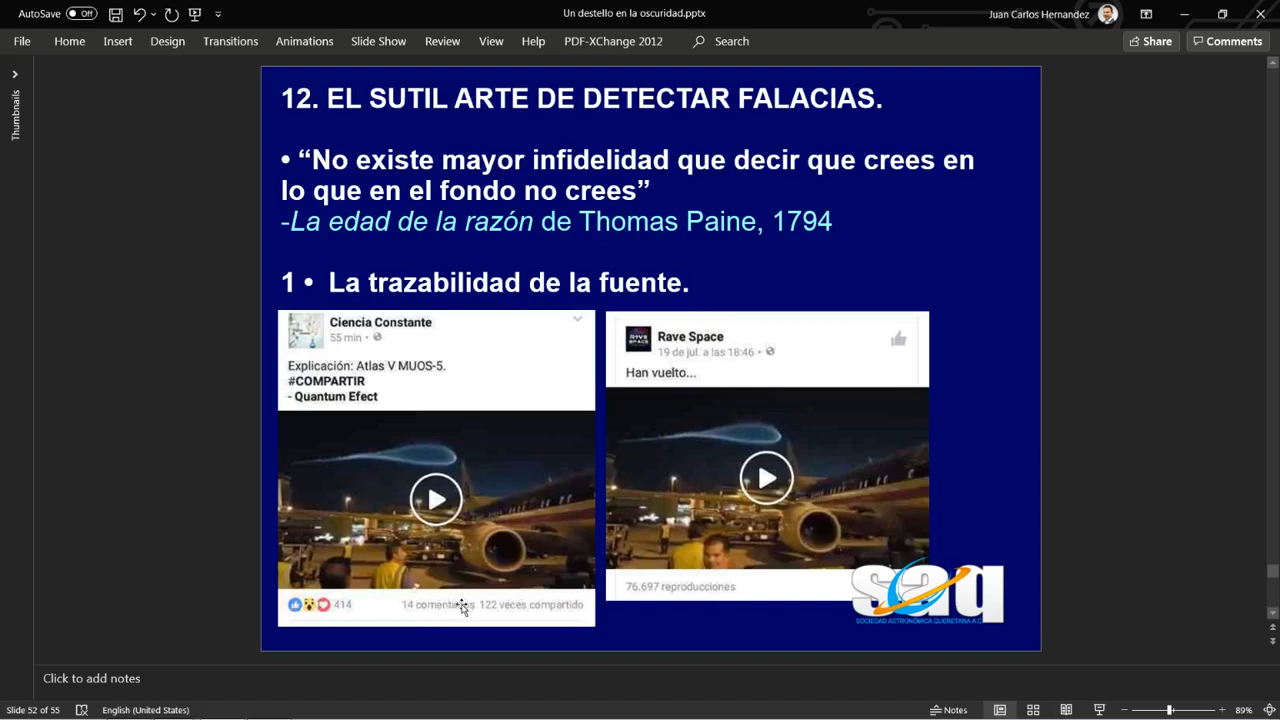 AutoSave Off
Un destello en la oscuridad.pptx
Juan Carlos Hernandez
File Home Insert Design Transitions Animations Slide Show Review View Help PDF-XChange 2012 Search Share Comments
Thumbnails
12. EL SUTIL ARTE DE DETECTAR FALACIAS.
• “No existe mayor infidelidad que decir que crees en
lo que en el fondo no crees”
-La edad de la razón de Thomas Paine, 1794
1 • La trazabilidad de la fuente.
Ciencia Constante
55 min •
Explicación: Atlas V MUOS-5.
#COMPARTIR
- Quantum Efect
414 14 comentarios 122 veces compartido
Rave Space
19 de jul. a las 18:46 •
Han vuelto...
76.697 reproducciones
saq
SOCIEDAD ASTRONÓMICA QUERETANA A.C.
Click to add notes
Slide 52 of 55 English (United States) Notes 89%